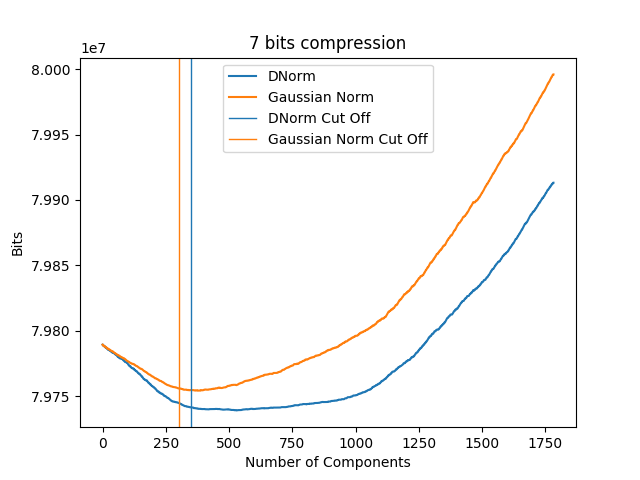 7 bits compression
1e7
8.000
7.995
7.990
7.985
7.980
7.975
Bits
DNorm
Gaussian Norm
DNorm Cut Off
Gaussian Norm Cut Off
0 250 500 750 1000 1250 1500 1750
Number of Components